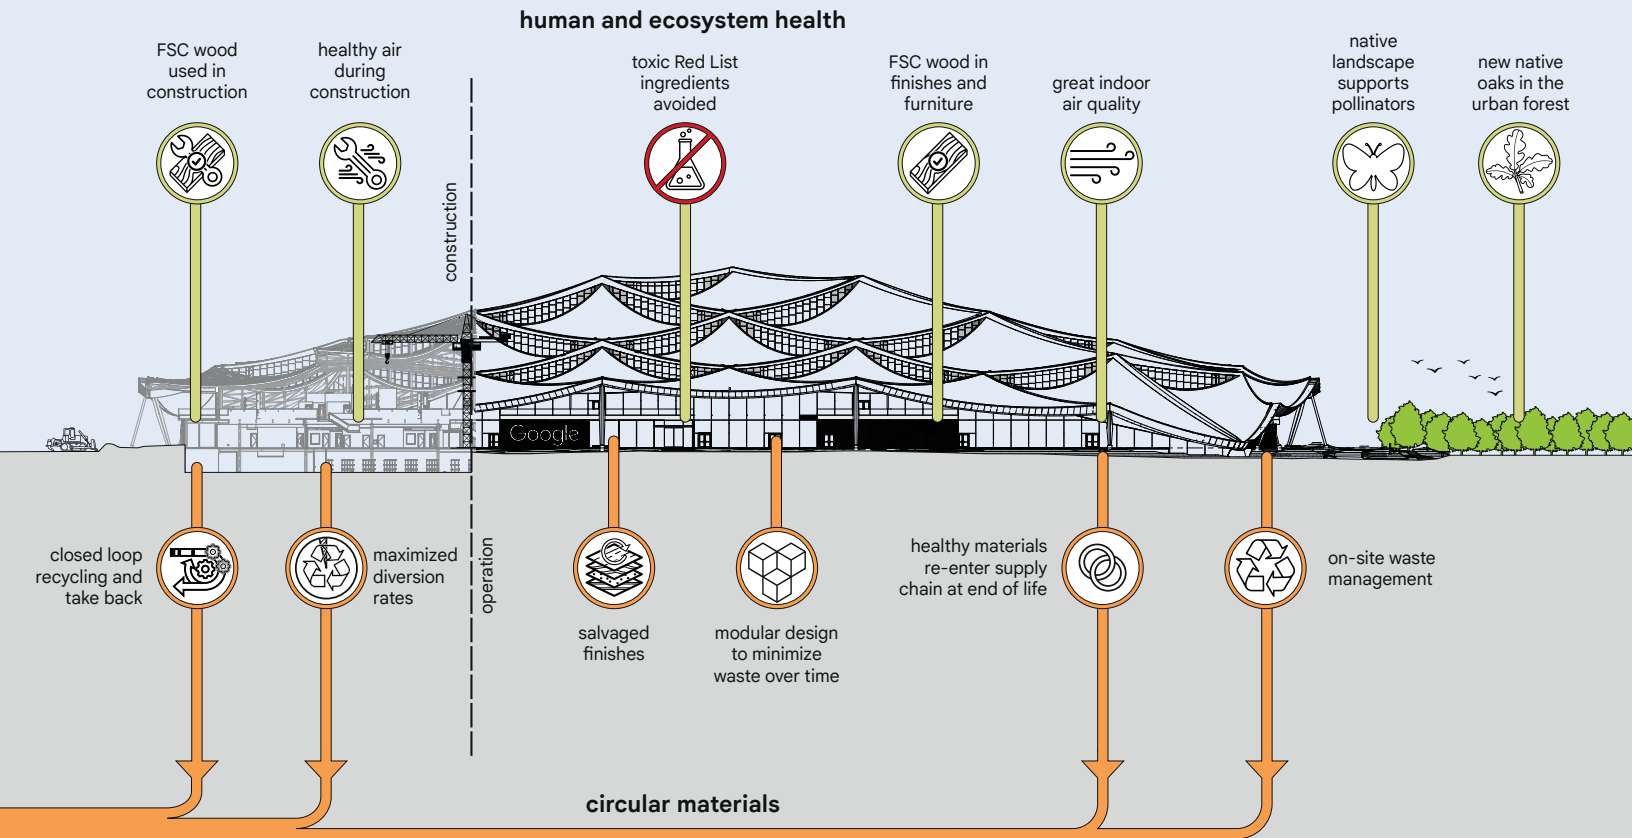 human and ecosystem health
FSC wood
used in
construction
healthy air
during
construction
toxic Red List
ingredients
avoided
FSC wood in
finishes and
furniture
great indoor
air quality
native
landscape
supports
pollinators
new native
oaks in the
urban forest
construction
Google
operation
closed loop
recycling and
take back
maximized
diversion
rates
salvaged
finishes
modular design
to minimize
waste over time
healthy materials
re-enter supply
chain at end of life
on-site waste
management
circular materials